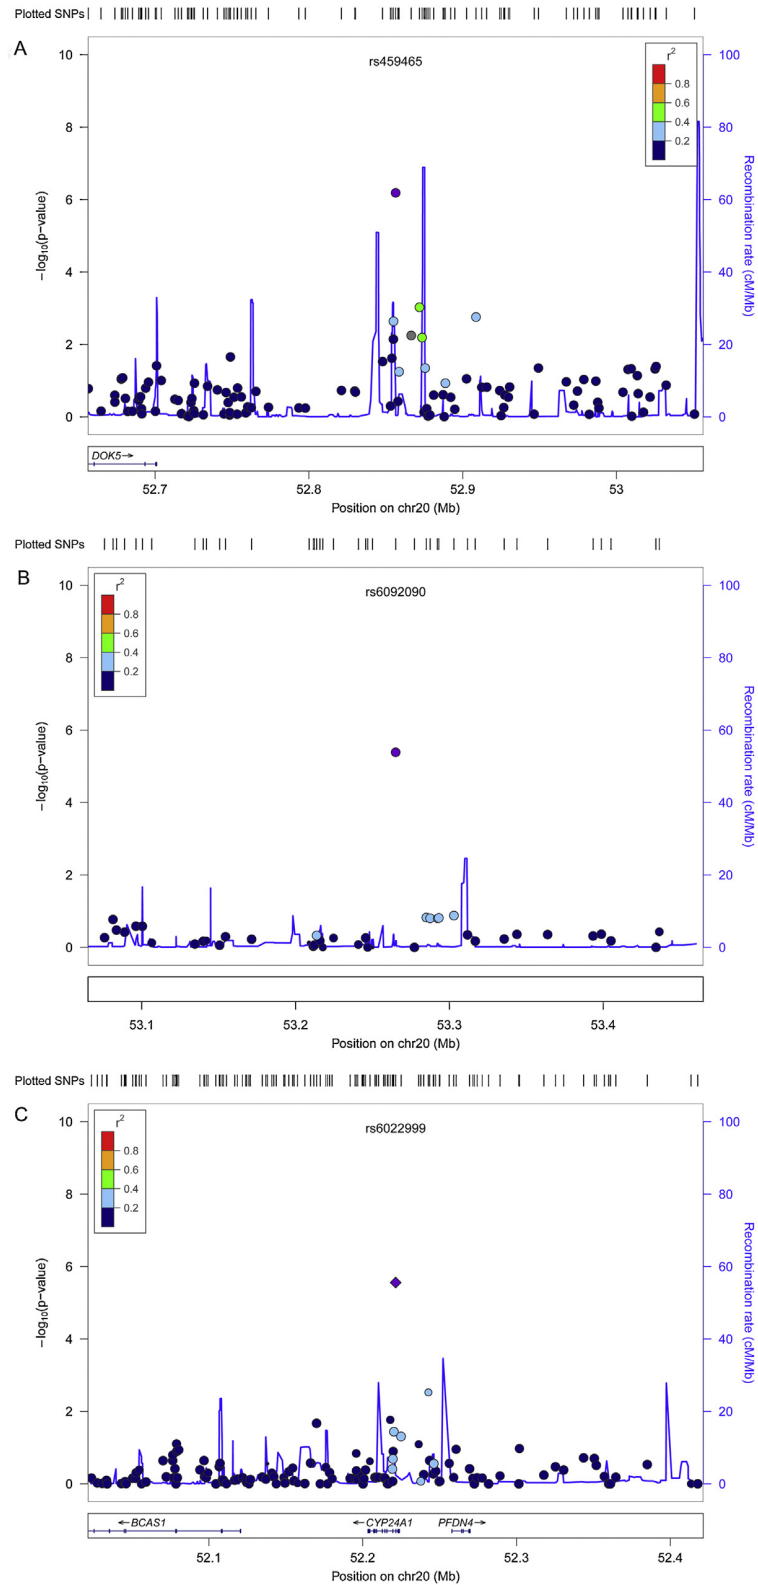 Plotted SNPs
A
rs459465
r²
0.8
0.6
0.4
0.2
10
8
6
4
2
0
−log10(p−value)
100
80
60
40
20
0
Recombination rate (cM/Mb)
DOK5→
52.7 52.8 52.9 53
Position on chr20 (Mb)
Plotted SNPs
B
rs6092090
r²
0.8
0.6
0.4
0.2
10
8
6
4
2
0
−log10(p−value)
100
80
60
40
20
0
Recombination rate (cM/Mb)
53.1 53.2 53.3 53.4
Position on chr20 (Mb)
Plotted SNPs
C
rs6022999
r²
0.8
0.6
0.4
0.2
10
8
6
4
2
0
−log10(p−value)
100
80
60
40
20
0
Recombination rate (cM/Mb)
←BCAS1 ←CYP24A1 PFDN4→
52.1 52.2 52.3 52.4
Position on chr20 (Mb)